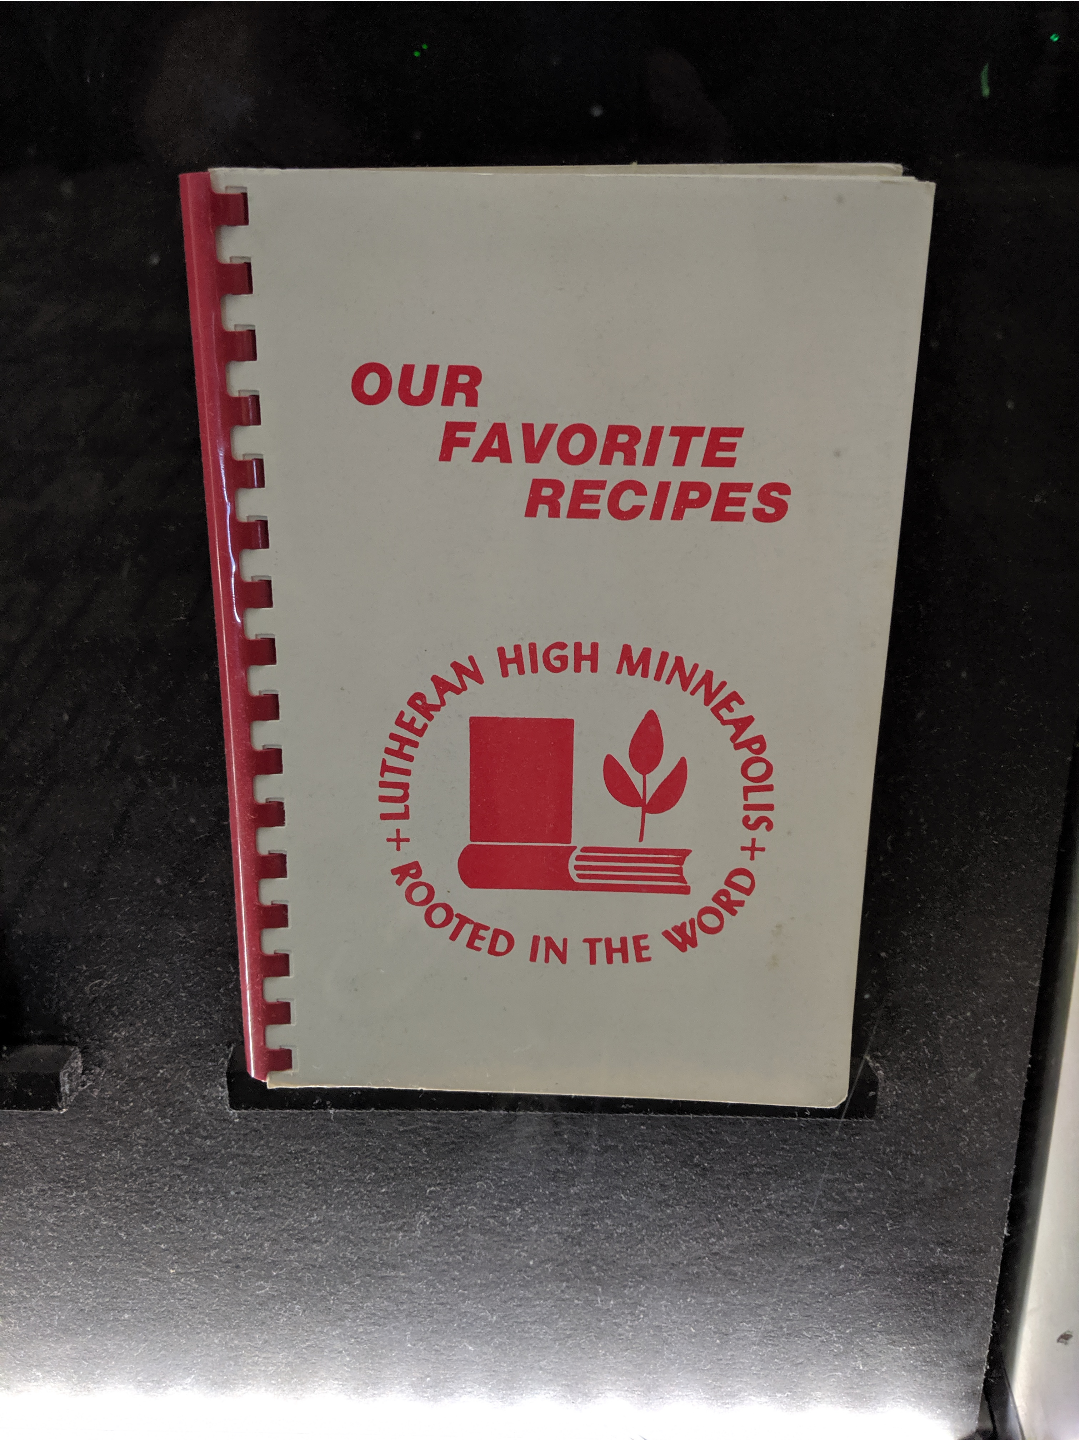 OUR
FAVORITE
RECIPES
+ LUTHERAN HIGH MINNEAPOLIS +
ROOTED IN THE WORD